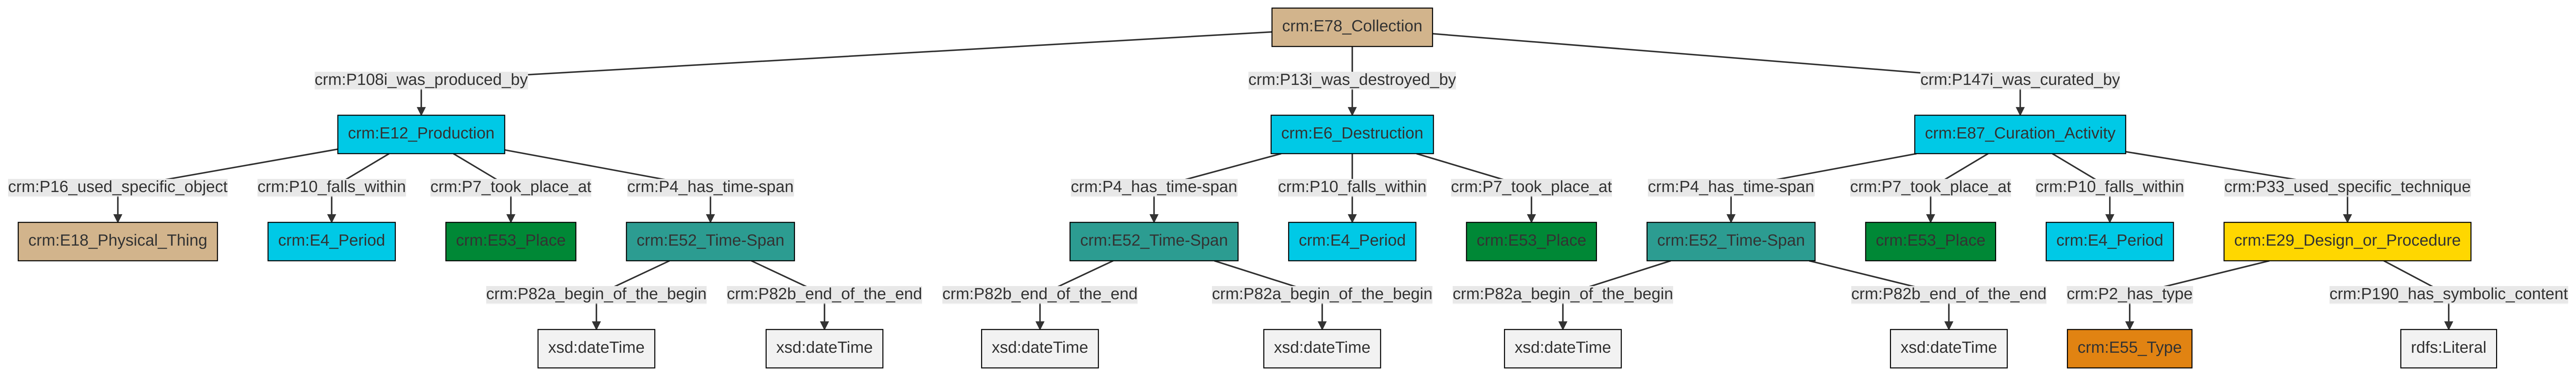 crm:E78_Collection
crm:P108i_was_produced_by
crm:P13i_was_destroyed_by
crm:P147i_was_curated_by
crm:E12_Production
crm:E6_Destruction
crm:E87_Curation_Activity
crm:P16_used_specific_object
crm:P10_falls_within
crm:P7_took_place_at
crm:P4_has_time-span
crm:P4_has_time-span
crm:P10_falls_within
crm:P7_took_place_at
crm:P4_has_time-span
crm:P7_took_place_at
crm:P10_falls_within
crm:P33_used_specific_technique
crm:E18_Physical_Thing
crm:E4_Period
crm:E53_Place
crm:E52_Time-Span
crm:E52_Time-Span
crm:E4_Period
crm:E53_Place
crm:E52_Time-Span
crm:E53_Place
crm:E4_Period
crm:E29_Design_or_Procedure
crm:P82a_begin_of_the_begin
crm:P82b_end_of_the_end
crm:P82b_end_of_the_end
crm:P82a_begin_of_the_begin
crm:P82a_begin_of_the_begin
crm:P82b_end_of_the_end
crm:P2_has_type
crm:P190_has_symbolic_content
xsd:dateTime
xsd:dateTime
xsd:dateTime
xsd:dateTime
xsd:dateTime
xsd:dateTime
crm:E55_Type
rdfs:Literal